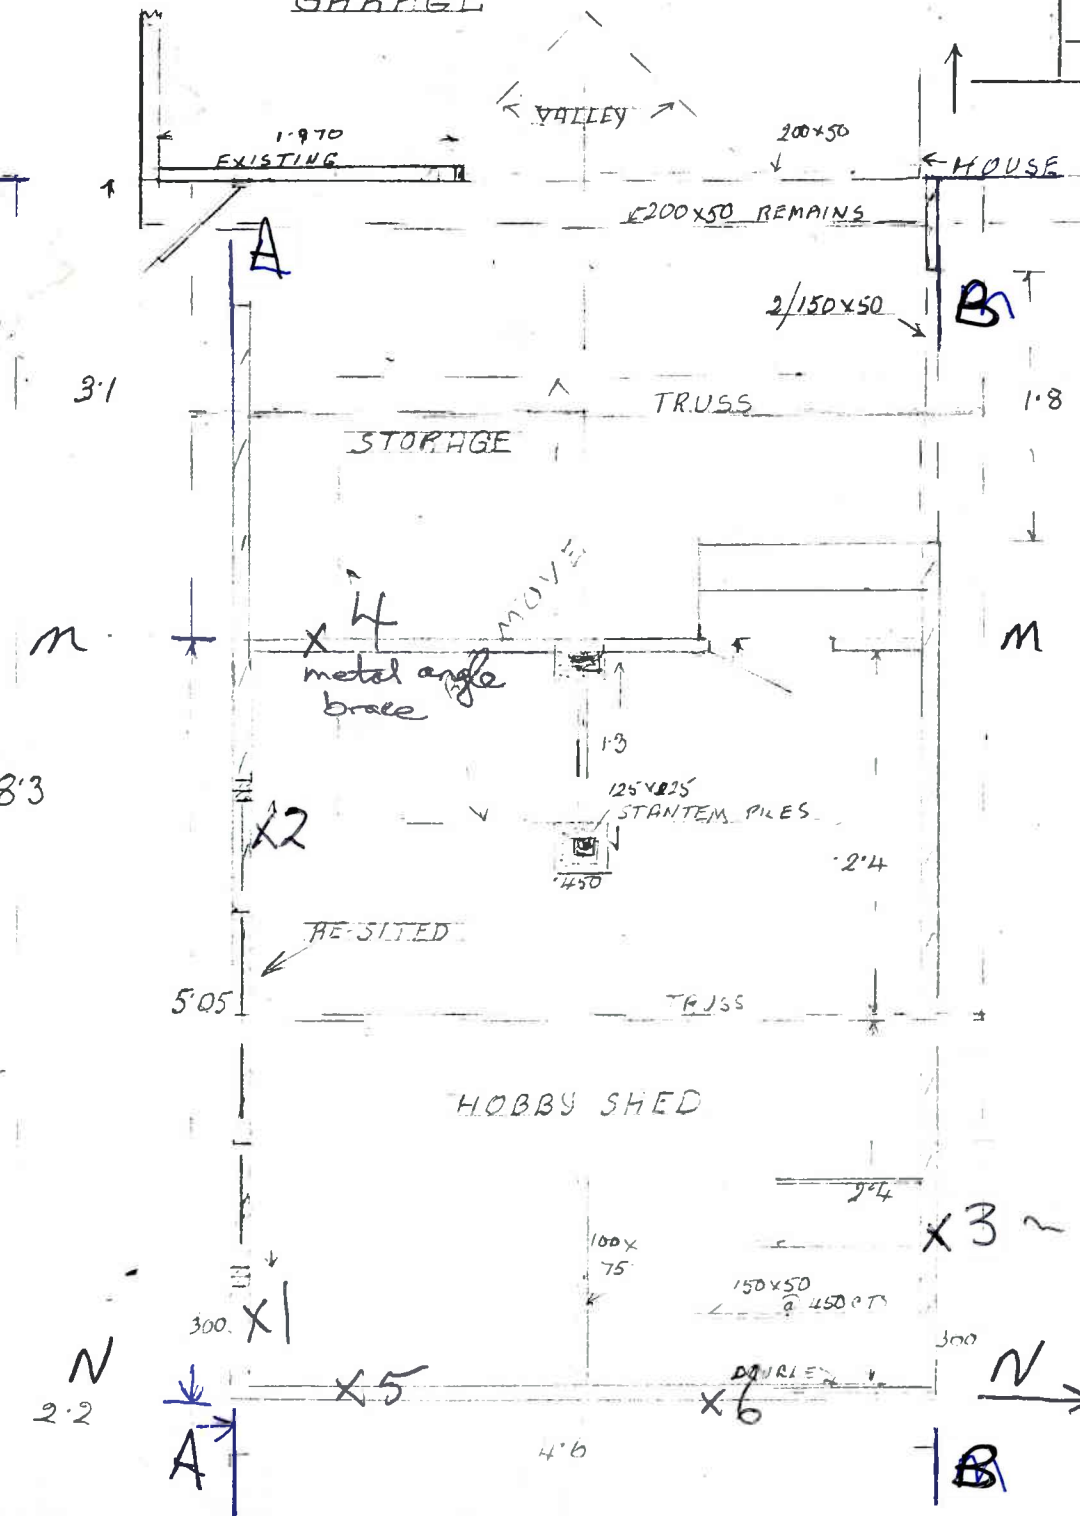 GARAGE
VALLEY
1·970
EXISTING
200×50
HOUSE
200×50 REMAINS
A
2/150×50
B
3·1
TRUSS
1·8
STORAGE
MOVE
M
X 4
M
metal angle
brace
1·3
8·3
125×125
STANTEM PILES
X2
·450
2·4
RE-SITED
5·05
TRUSS
HOBBY SHED
2·4
X3
100×
75
150×50
@ 450 CTS
300
X1
300
N
N
X5
DOUBLE
X6
2·2
A
4·6
B